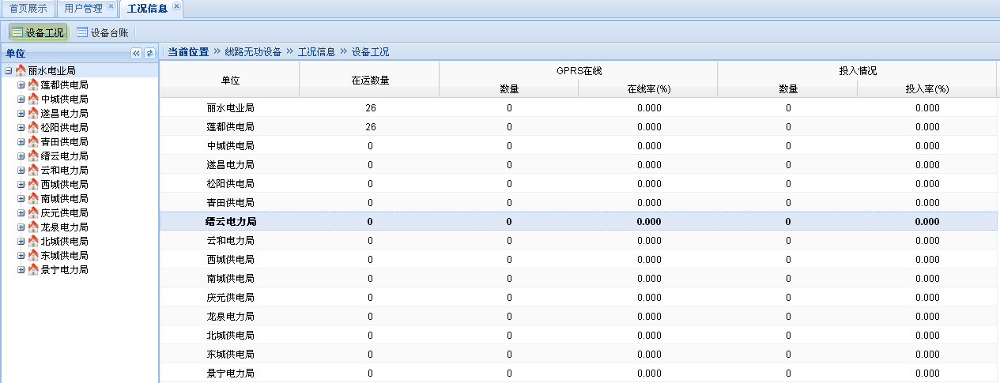 首页展示 用户管理 工况信息
设备工况 设备台账
单位
丽水电业局
莲都供电局
中城供电局
遂昌电力局
松阳供电局
青田供电局
缙云电力局
云和电力局
西城供电局
南城供电局
庆元供电局
龙泉电力局
北城供电局
东城供电局
景宁电力局
当前位置 » 线路无功设备 » 工况信息 » 设备工况
单位 在运数量 GPRS在线 投入情况
数量 在线率(%) 数量 投入率(%)
丽水电业局 26 0 0.000 0 0.000
莲都供电局 26 0 0.000 0 0.000
中城供电局 0 0 0.000 0 0.000
遂昌电力局 0 0 0.000 0 0.000
松阳供电局 0 0 0.000 0 0.000
青田供电局 0 0 0.000 0 0.000
缙云电力局 0 0 0.000 0 0.000
云和电力局 0 0 0.000 0 0.000
西城供电局 0 0 0.000 0 0.000
南城供电局 0 0 0.000 0 0.000
庆元供电局 0 0 0.000 0 0.000
龙泉电力局 0 0 0.000 0 0.000
北城供电局 0 0 0.000 0 0.000
东城供电局 0 0 0.000 0 0.000
景宁电力局 0 0 0.000 0 0.000